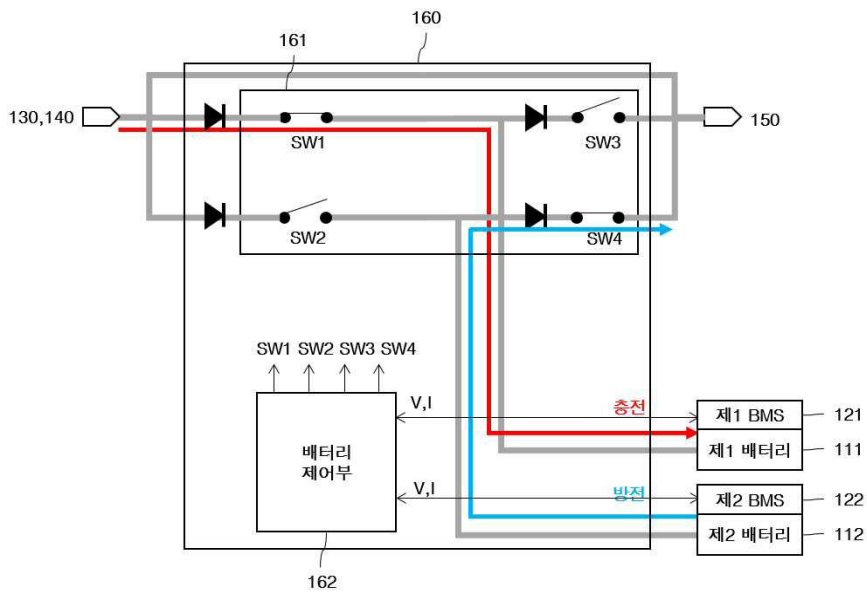 160
161
130,140
SW1
SW3
150
SW2
SW4
SW1 SW2 SW3 SW4
V,I
충전
제1 BMS
121
배터리
제어부
제1 배터리
111
V,I
방전
제2 BMS
122
제2 배터리
112
162